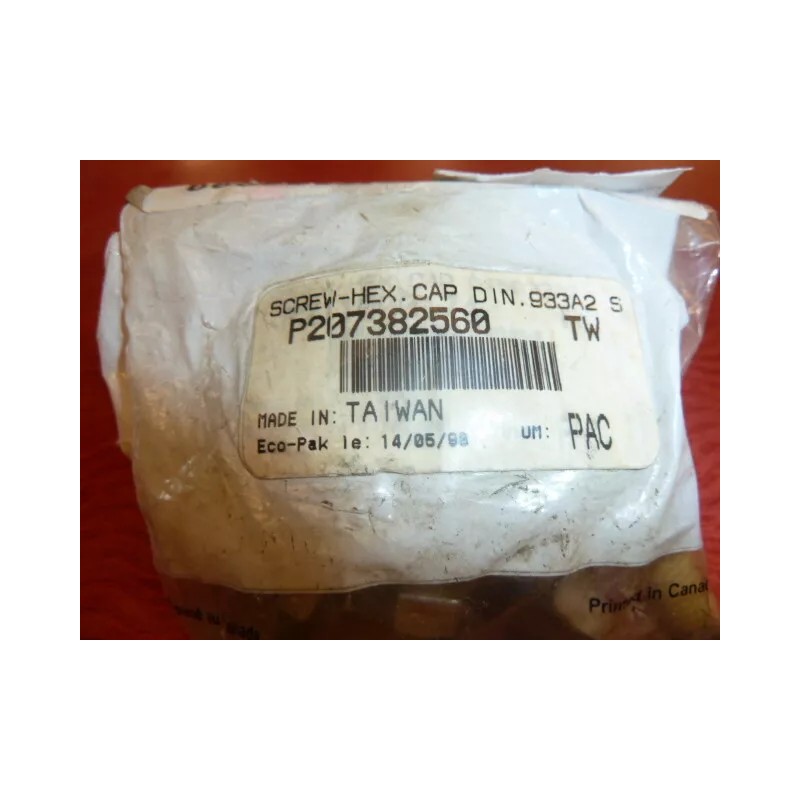 SCREW-HEX.CAP DIN.933A2 S
P207382560 TW
MADE IN: TAIWAN
Eco-Pak le: 14/05/98 UM: PAC
Printed in Canad